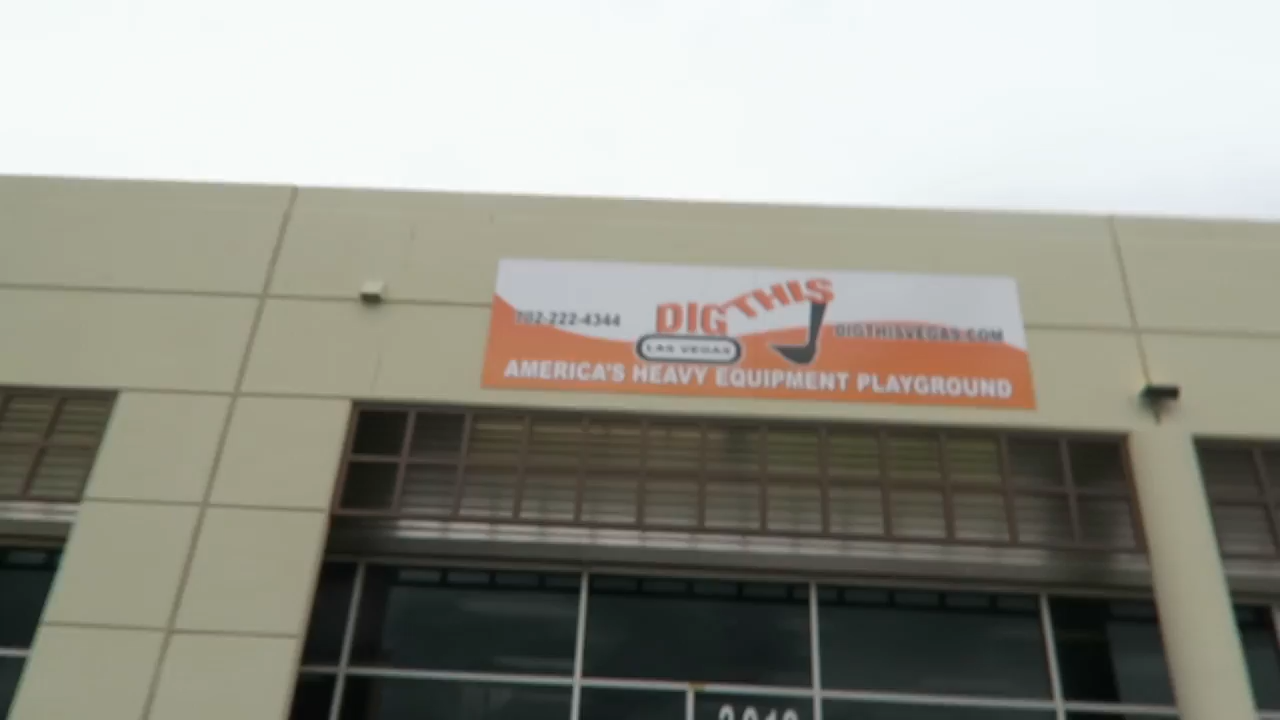 702-222-4344
DIG THIS
LAS VEGAS
DIGTHISVEGAS.COM
AMERICA'S HEAVY EQUIPMENT PLAYGROUND